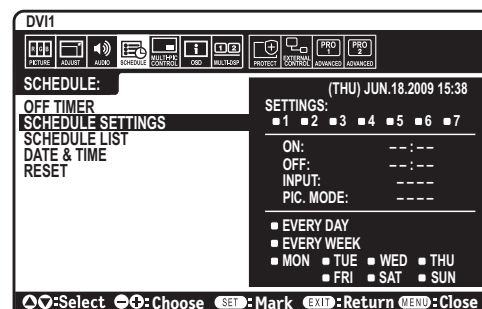 DVI1
RGB
PICTURE ADJUST AUDIO SCHEDULE MULTI-PIC CONTROL OSD MULTI-DSP PROTECT EXTERNAL CONTROL PRO 1 ADVANCED PRO 2 ADVANCED
SCHEDULE:
OFF TIMER
SCHEDULE SETTINGS
SCHEDULE LIST
DATE & TIME
RESET
(THU) JUN.18.2009 15:38
SETTINGS:
1 2 3 4 5 6 7
ON: --:--
OFF: --:--
INPUT: ----
PIC. MODE: ----
EVERY DAY
EVERY WEEK
MON TUE WED THU
FRI SAT SUN
:Select :Choose SET:Mark EXIT:Return MENU:Close